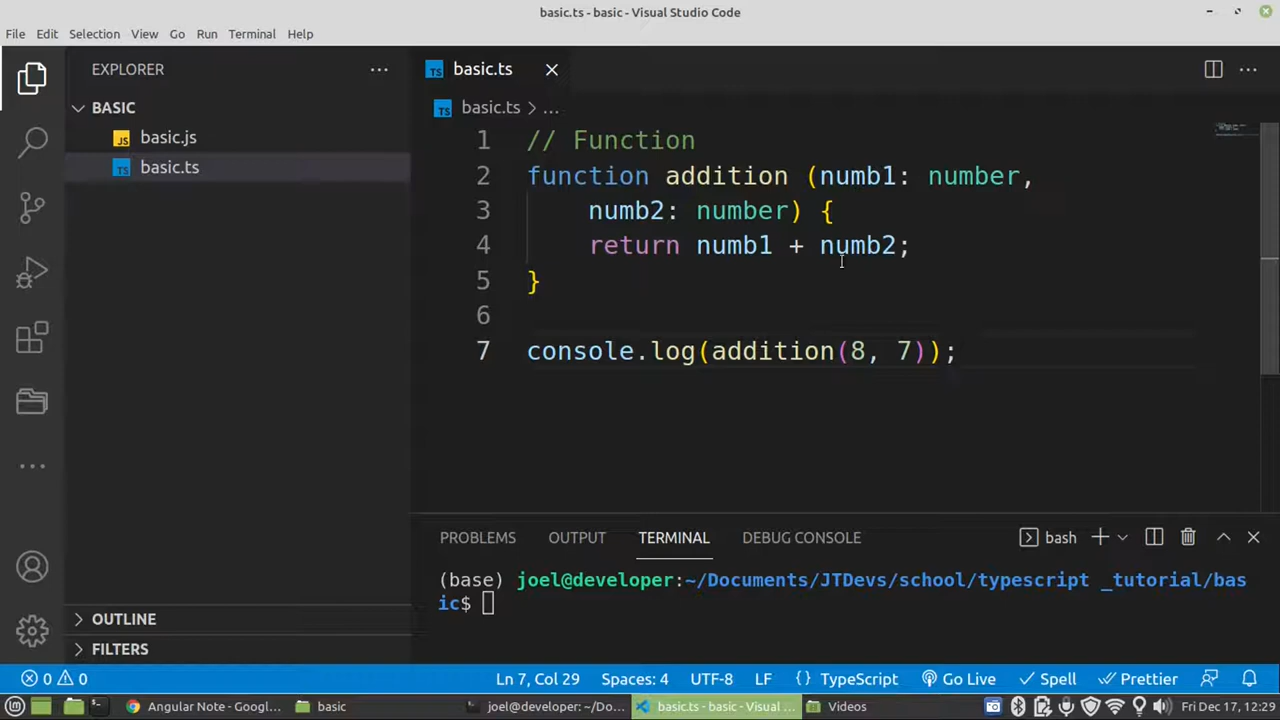 basic.ts - basic - Visual Studio Code
File Edit Selection View Go Run Terminal Help
EXPLORER
BASIC
JS basic.js
TS basic.ts
OUTLINE
FILTERS
TS basic.ts
TS basic.ts > ...
1 // Function
2 function addition (numb1: number,
3 numb2: number) {
4 return numb1 + numb2;
5 }
6
7 console.log(addition(8, 7));
PROBLEMS OUTPUT TERMINAL DEBUG CONSOLE bash
(base) joel@developer:~/Documents/JTDevs/school/typescript _tutorial/bas
ic$
0 0 Ln 7, Col 29 Spaces: 4 UTF-8 LF {} TypeScript Go Live Spell Prettier
Angular Note - Googl... basic joel@developer: ~/Do... basic.ts - basic - Visual ... Videos Fri Dec 17, 12:29